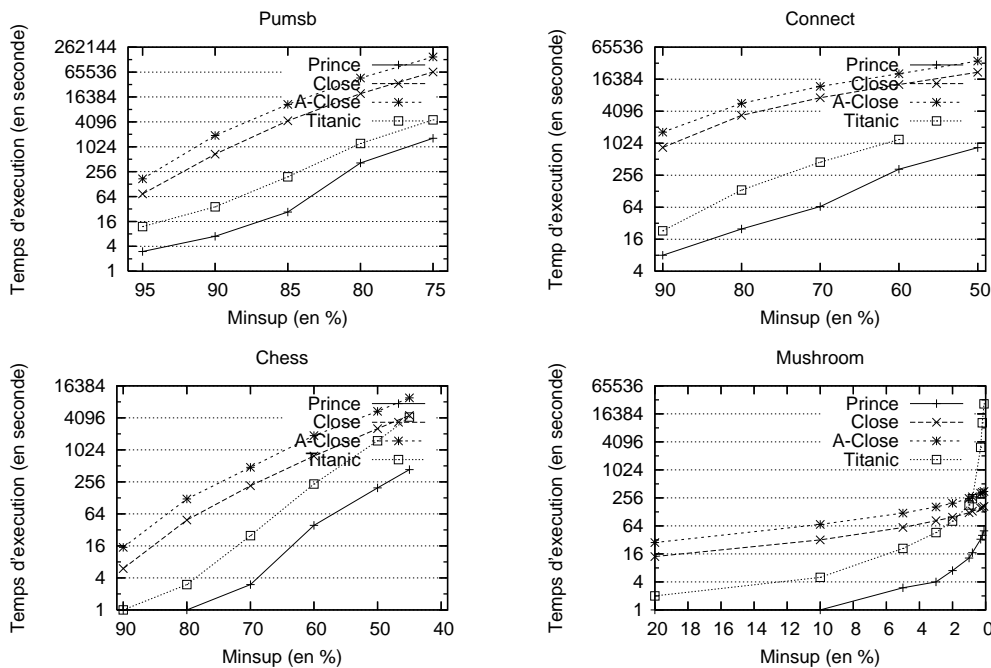 Pumsb
Temps d'execution (en seconde)
262144
65536
16384
4096
1024
256
64
16
4
1
Prince
Close
A-Close
Titanic
95 90 85 80 75
Minsup (en %)
Connect
Temp d'execution (en seconde)
65536
16384
4096
1024
256
64
16
4
Prince
Close
A-Close
Titanic
90 80 70 60 50
Minsup (en %)
Chess
Temps d'execution (en seconde)
16384
4096
1024
256
64
16
4
1
Prince
Close
A-Close
Titanic
90 80 70 60 50 40
Minsup (en %)
Mushroom
Temps d'execution (en seconde)
65536
16384
4096
1024
256
64
16
4
1
Prince
Close
A-Close
Titanic
20 18 16 14 12 10 8 6 4 2 0
Minsup (en %)